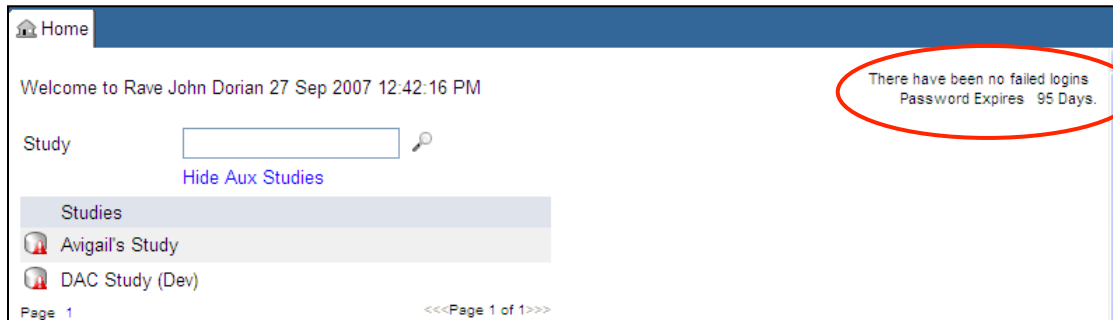 Home
Welcome to Rave John Dorian 27 Sep 2007 12:42:16 PM
There have been no failed logins
Password Expires 95 Days.
Study
Hide Aux Studies
Studies
Avigail's Study
DAC Study (Dev)
Page 1 <<<Page 1 of 1>>>